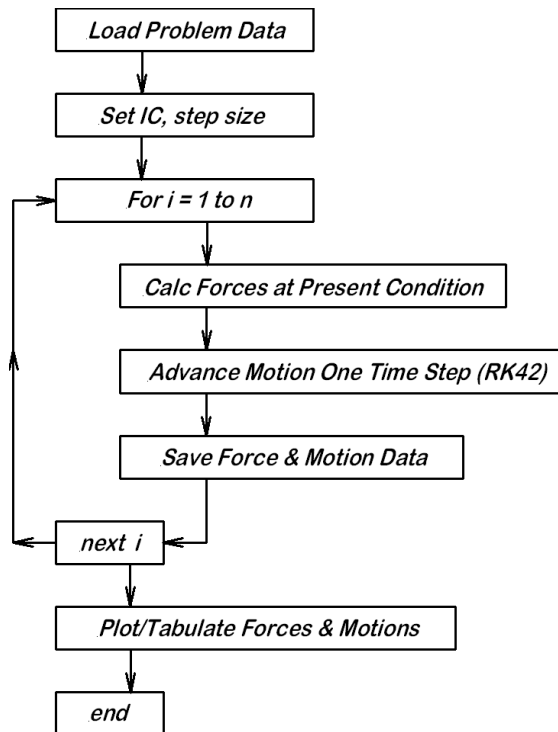 Load Problem Data
Set IC, step size
For i = 1 to n
Calc Forces at Present Condition
Advance Motion One Time Step (RK42)
Save Force & Motion Data
next i
Plot/Tabulate Forces & Motions
end